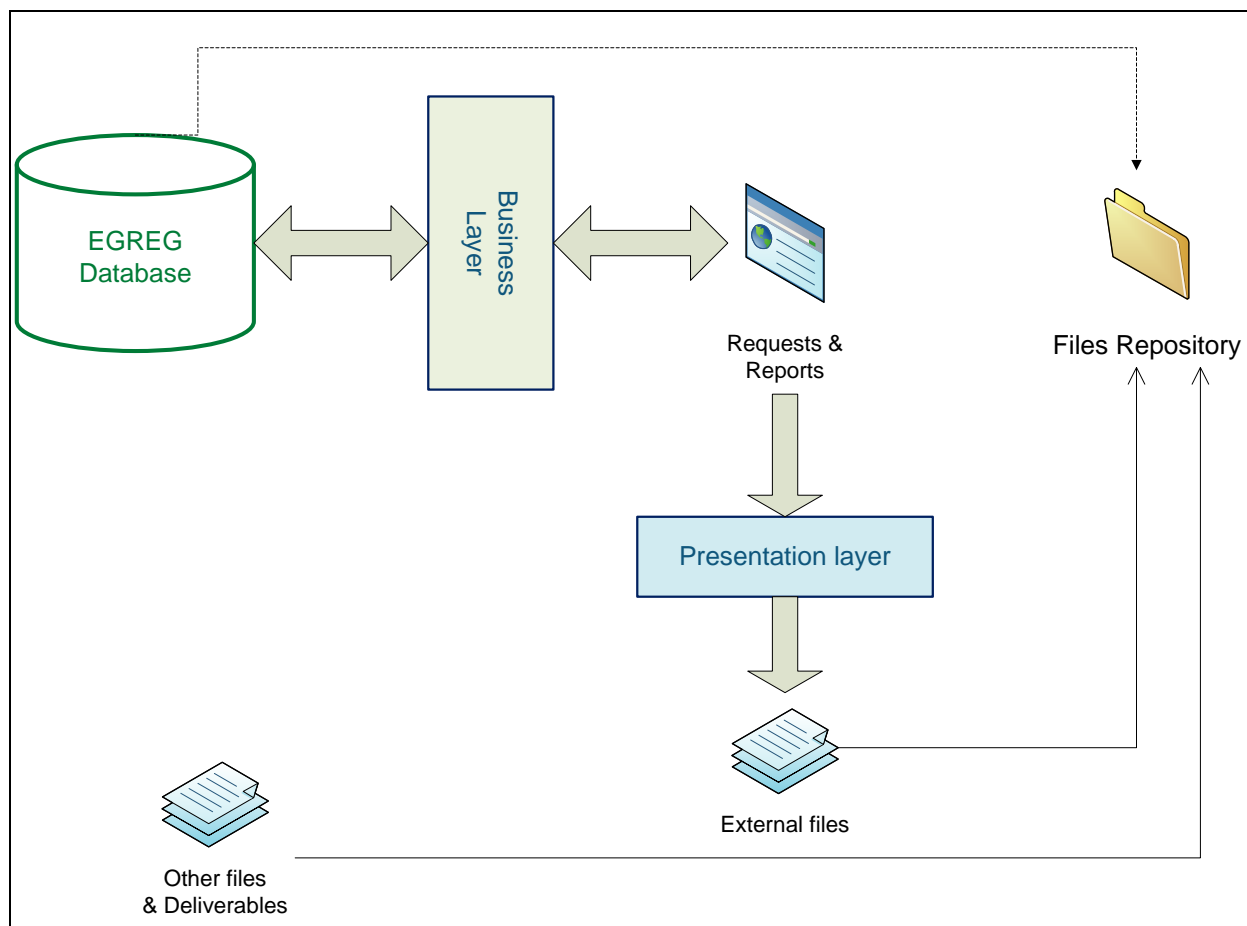 EGREG
Database
Business
Layer
Requests &
Reports
Files Repository
Presentation layer
External files
Other files
& Deliverables